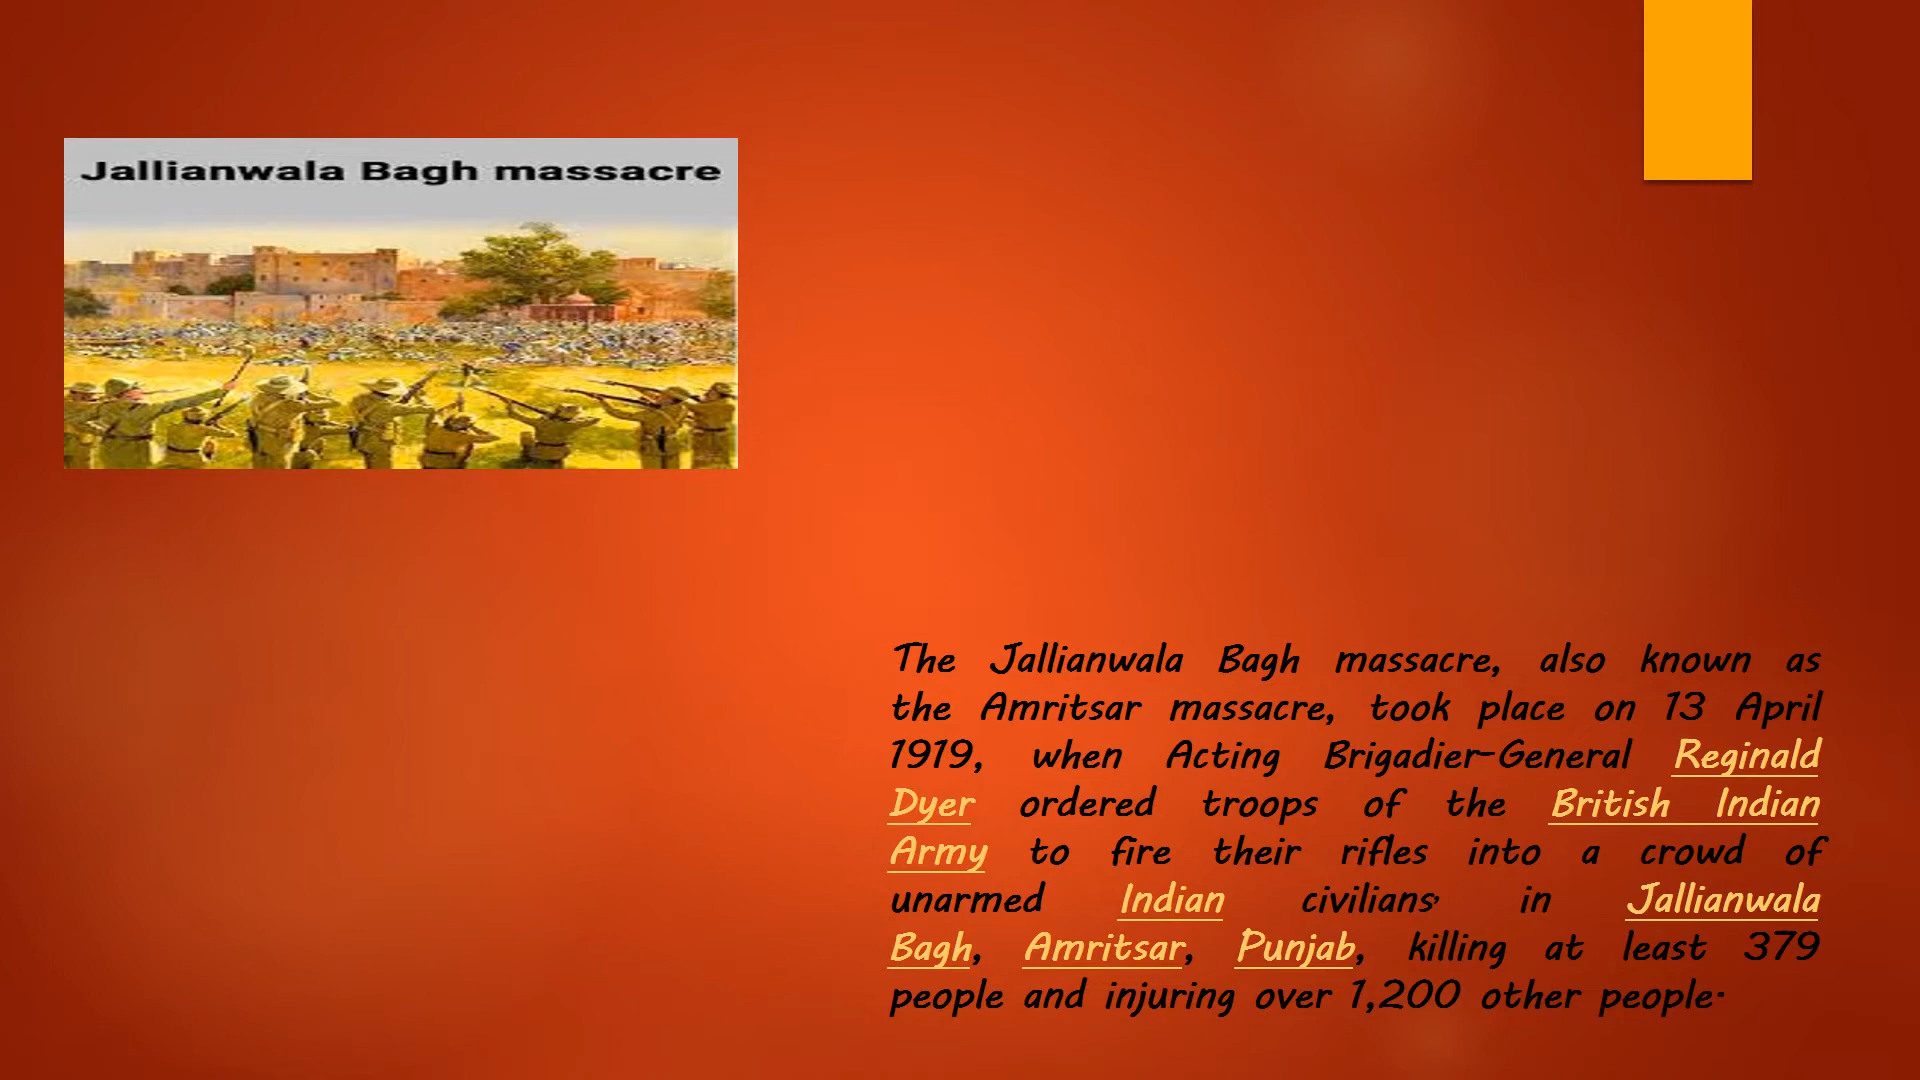 Jallianwala Bagh massacre
The Jallianwala Bagh massacre, also known as
the Amritsar massacre, took place on 13 April
1919, when Acting Brigadier-General Reginald
Dyer ordered troops of the British Indian
Army to fire their rifles into a crowd of
unarmed Indian civilians, in Jallianwala
Bagh, Amritsar, Punjab, killing at least 379
people and injuring over 1,200 other people.